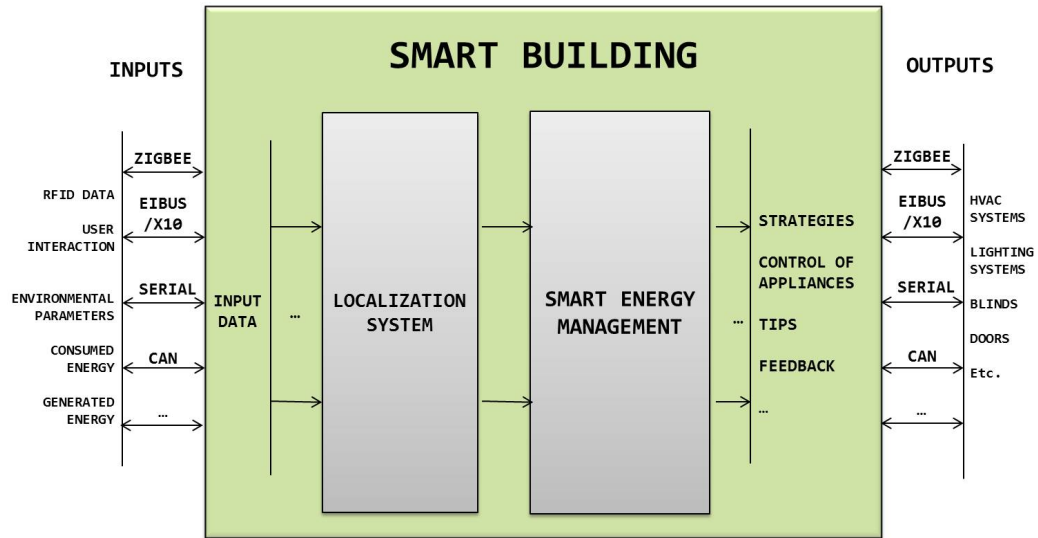 SMART BUILDING
INPUTS
ZIGBEE
RFID DATA
EIBUS
/X10
USER
INTERACTION
SERIAL
ENVIRONMENTAL
PARAMETERS
CONSUMED
ENERGY
CAN
GENERATED
ENERGY
…
INPUT
DATA
…
LOCALIZATION
SYSTEM
SMART ENERGY
MANAGEMENT
STRATEGIES
CONTROL OF
APPLIANCES
…
TIPS
FEEDBACK
…
OUTPUTS
ZIGBEE
EIBUS
/X10
SERIAL
CAN
…
HVAC
SYSTEMS
LIGHTING
SYSTEMS
BLINDS
DOORS
Etc.